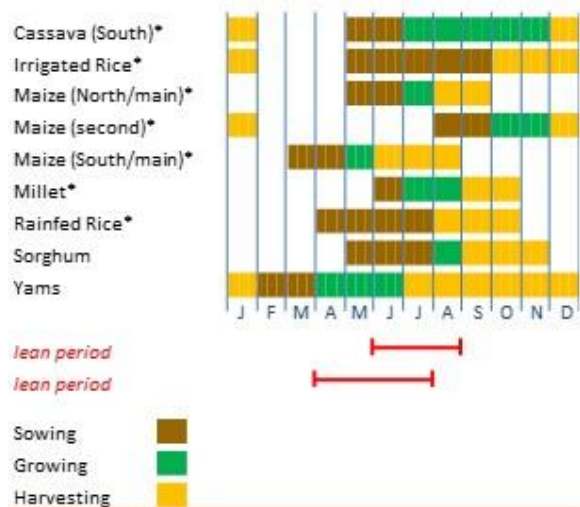 Cassava (South)*
Irrigated Rice*
Maize (North/main)*
Maize (second)*
Maize (South/main)*
Millet*
Rainfed Rice*
Sorghum
Yams
J F M A M J J A S O N D
lean period
lean period
Sowing
Growing
Harvesting